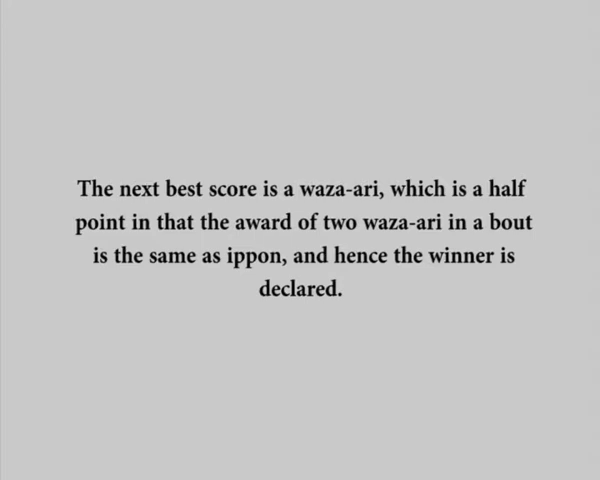 The next best score is a waza-ari, which is a half
point in that the award of two waza-ari in a bout
is the same as ippon, and hence the winner is
declared.